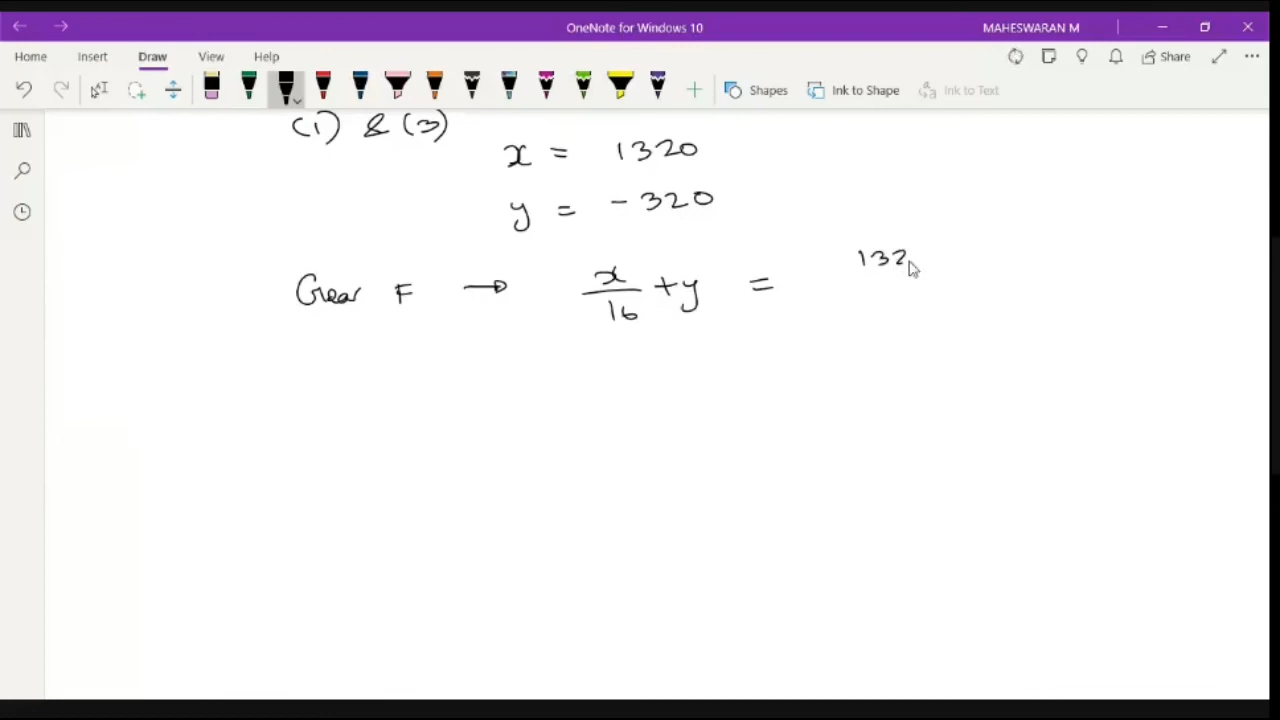 OneNote for Windows 10
MAHESWARAN M
Home Insert Draw View Help
Share
Shapes Ink to Shape Ink to Text
(1) & (3)
x = 1320
y = -320
Gear F → x/16 + y = 132